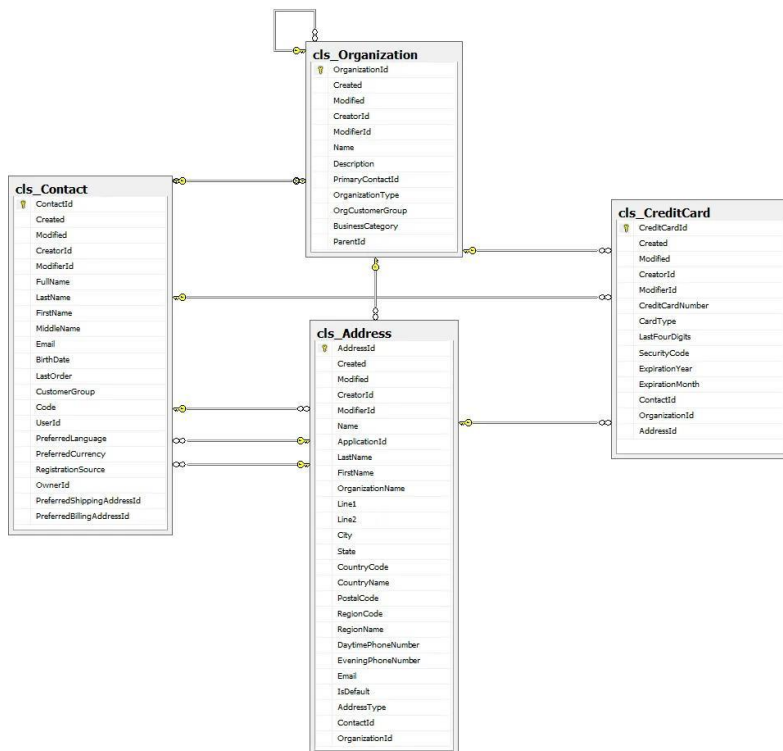 cls_Organization
OrganizationId
Created
Modified
CreatorId
ModifierId
Name
Description
PrimaryContactId
OrganizationType
OrgCustomerGroup
BusinessCategory
ParentId
cls_Contact
ContactId
Created
Modified
CreatorId
ModifierId
FullName
LastName
FirstName
MiddleName
Email
BirthDate
LastOrder
CustomerGroup
Code
UserId
PreferredLanguage
PreferredCurrency
RegistrationSource
OwnerId
PreferredShippingAddressId
PreferredBillingAddressId
cls_CreditCard
CreditCardId
Created
Modified
CreatorId
ModifierId
CreditCardNumber
CardType
LastFourDigits
SecurityCode
ExpirationYear
ExpirationMonth
ContactId
OrganizationId
AddressId
cls_Address
AddressId
Created
Modified
CreatorId
ModifierId
Name
ApplicationId
LastName
FirstName
OrganizationName
Line1
Line2
City
State
CountryCode
CountryName
PostalCode
RegionCode
RegionName
DaytimePhoneNumber
EveningPhoneNumber
Email
IsDefault
AddressType
ContactId
OrganizationId